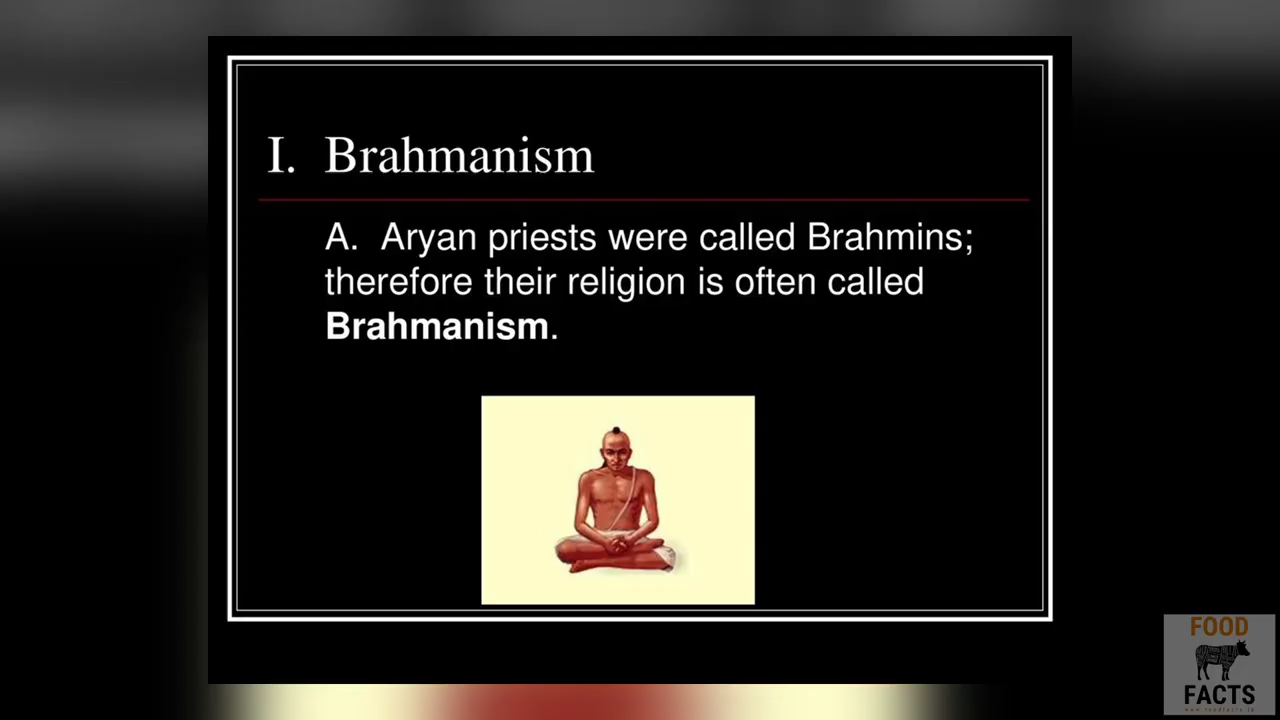 I. Brahmanism
A. Aryan priests were called Brahmins;
therefore their religion is often called
Brahmanism.
FOOD
FACTS